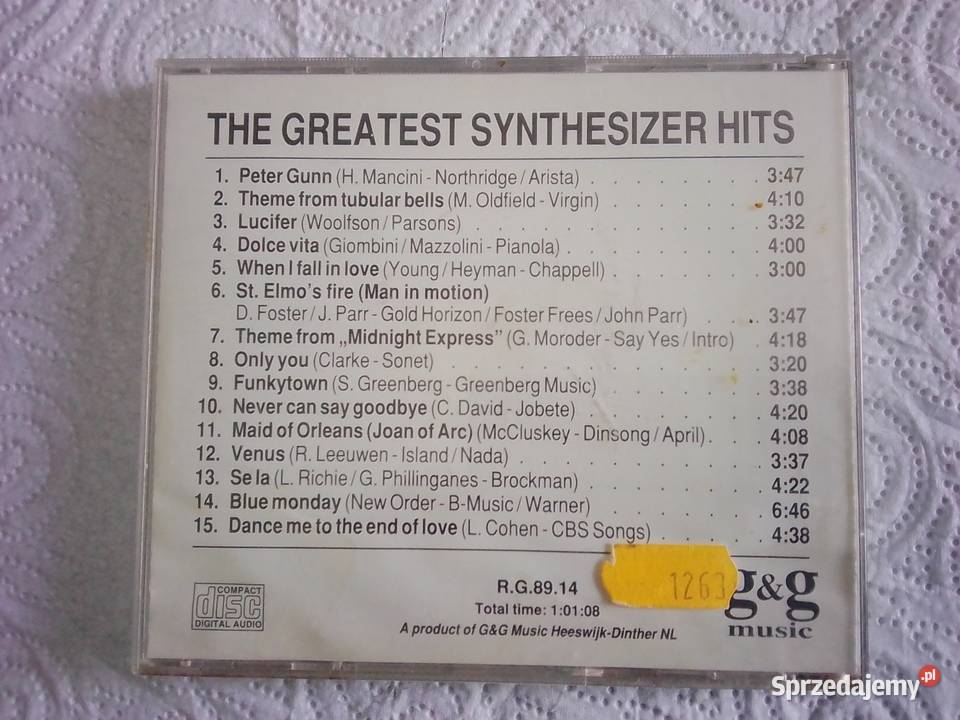 THE GREATEST SYNTHESIZER HITS
1. Peter Gunn (H. Mancini - Northridge / Arista) . . . . . . . . 3:47
2. Theme from tubular bells (M. Oldfield - Virgin) . . . . . . . 4:10
3. Lucifer (Woolfson / Parsons) . . . . . . . . . . . . . 3:32
4. Dolce vita (Giombini / Mazzolini - Pianola) . . . . . . . . . 4:00
5. When I fall in love (Young / Heyman - Chappell) . . . . . . . 3:00
6. St. Elmo's fire (Man in motion)
D. Foster / J. Parr - Gold Horizon / Foster Frees / John Parr) . . . 3:47
7. Theme from „Midnight Express” (G. Moroder - Say Yes / Intro) . 4:18
8. Only you (Clarke - Sonet) . . . . . . . . . . . . . . 3:20
9. Funkytown (S. Greenberg - Greenberg Music) . . . . . . . 3:38
10. Never can say goodbye (C. David - Jobete) . . . . . . . . 4:20
11. Maid of Orleans (Joan of Arc) (McCluskey - Dinsong / April) . . . 4:08
12. Venus (R. Leeuwen - Island / Nada) . . . . . . . . . . . 3:37
13. Se la (L. Richie / G. Phillinganes - Brockman) . . . . . . . 4:22
14. Blue monday (New Order - B-Music / Warner) . . . . . . . 6:46
15. Dance me to the end of love (L. Cohen - CBS Songs) . . . . . 4:38
COMPACT
disc
DIGITAL AUDIO
R.G.89.14
Total time: 1:01:08
A product of G&G Music Heeswijk-Dinther NL
1263
g&g
music
Sprzedajemy.pl